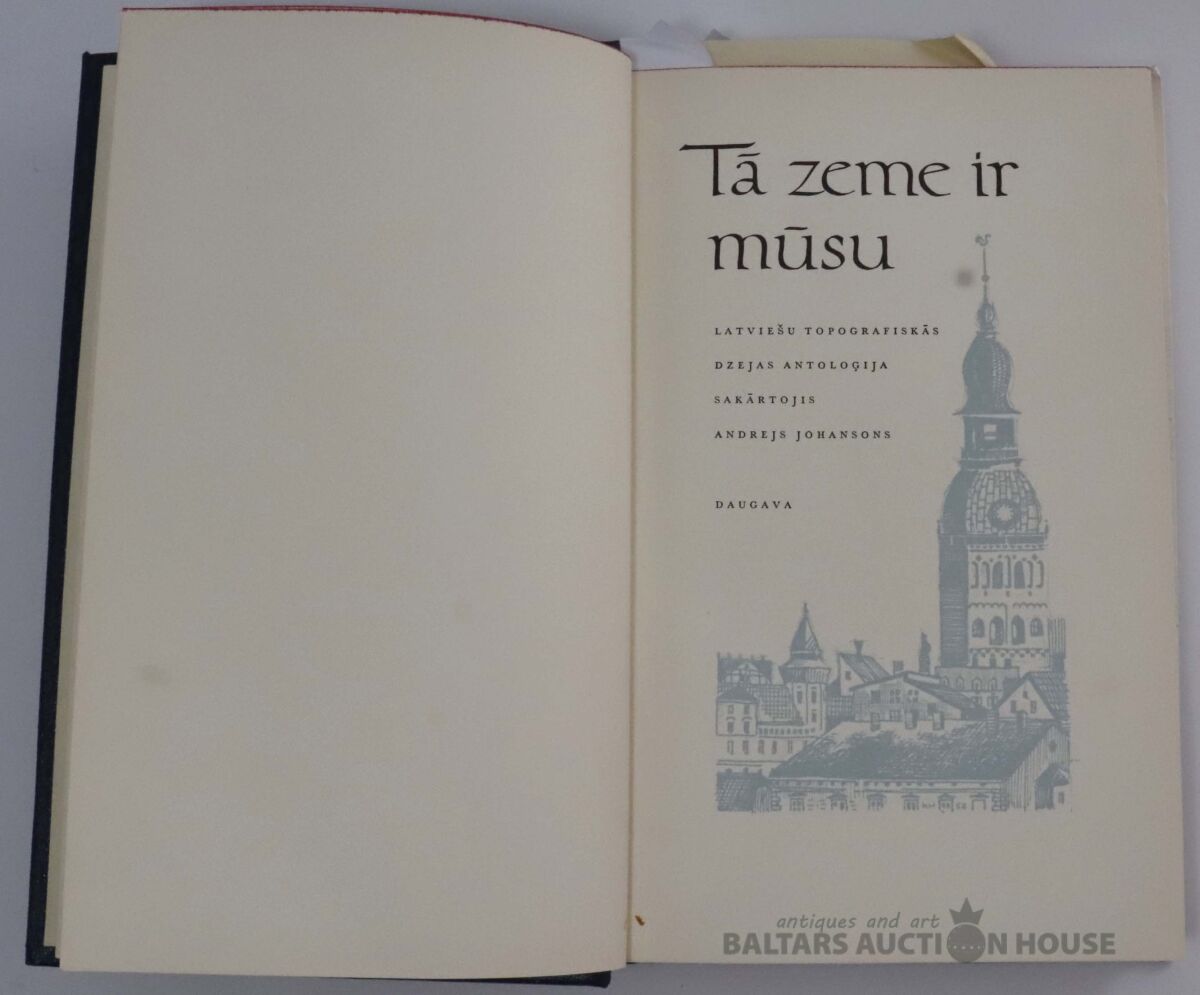 Tā zeme ir
mūsu
LATVIEŠU TOPOGRAFISKĀS
DZEJAS ANTOLOĢIJA
SAKĀRTOJIS
ANDREJS JOHANSONS
DAUGAVA
antiques and art
BALTARS AUCTION HOUSE